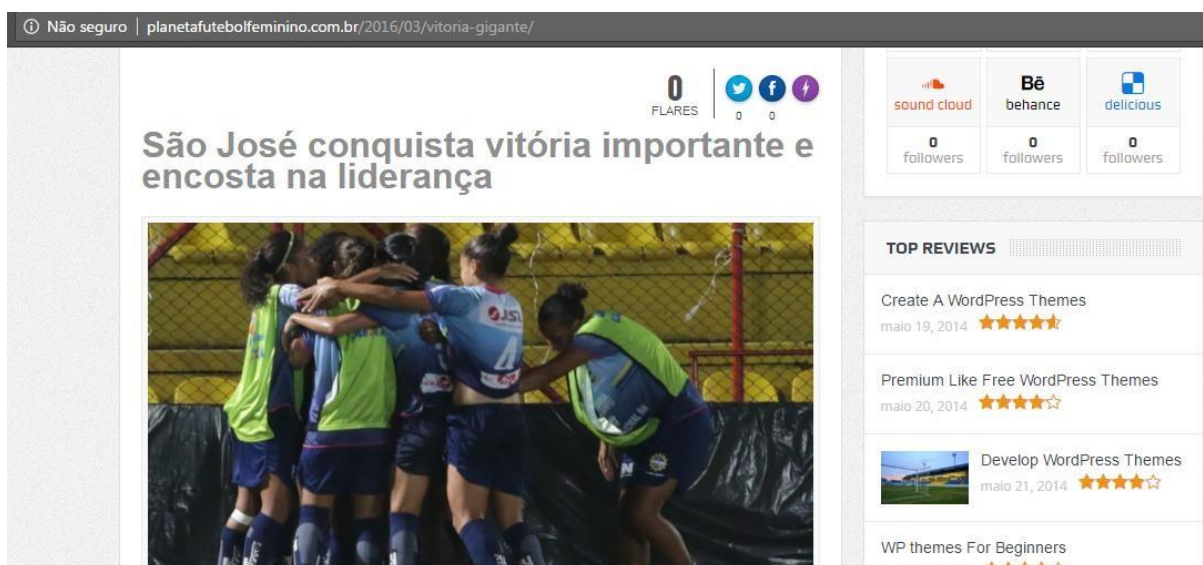 Não seguro | planetafutebolfeminino.com.br/2016/03/vitoria-gigante/
0
FLARES
0 0
São José conquista vitória importante e
encosta na liderança
JSL
4
sound cloud
0
followers
Bē
behance
0
followers
delicious
0
followers
TOP REVIEWS
Create A WordPress Themes
maio 19, 2014
Premium Like Free WordPress Themes
maio 20, 2014
Develop WordPress Themes
maio 21, 2014
WP themes For Beginners